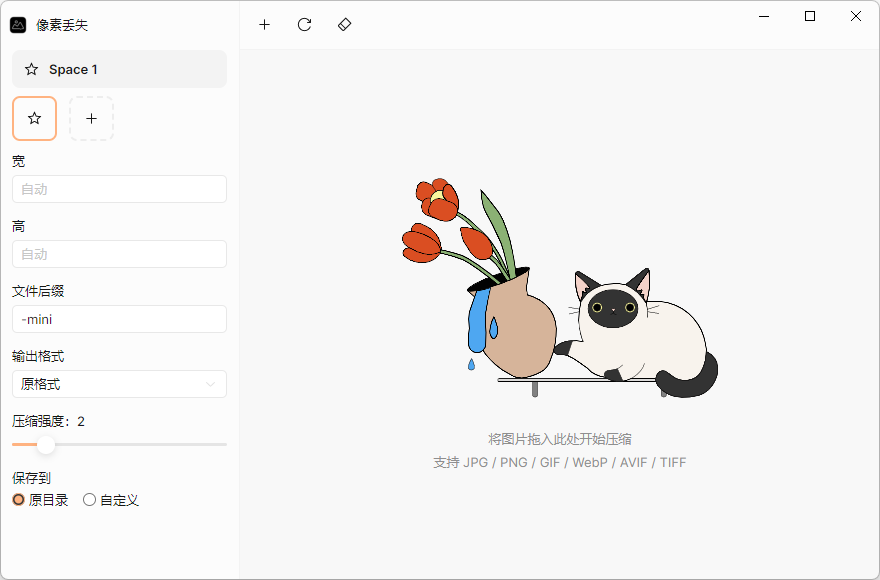 像素丢失
Space 1
宽
自动
高
自动
文件后缀
-mini
输出格式
原格式
压缩强度：2
保存到
原目录
自定义
将图片拖入此处开始压缩
支持 JPG / PNG / GIF / WebP / AVIF / TIFF